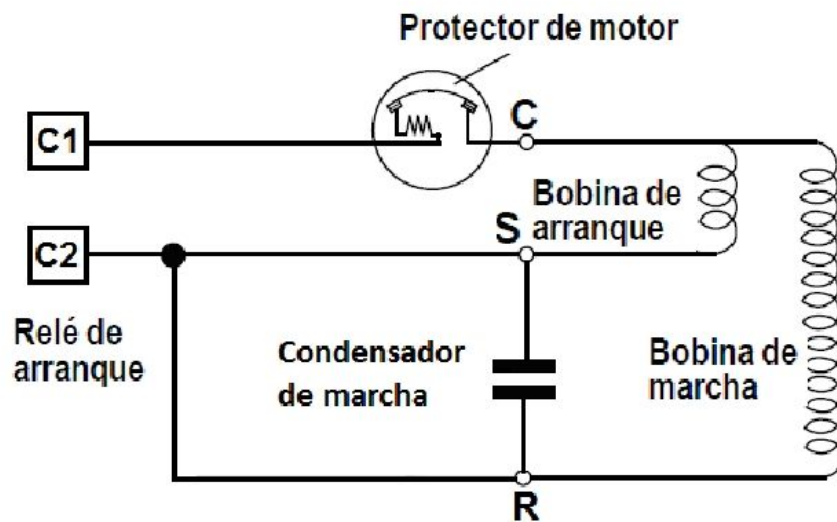 Protector de motor
C1
C
Bobina de
arranque
S
C2
Relé de
arranque
Condensador
de marcha
Bobina de
marcha
R